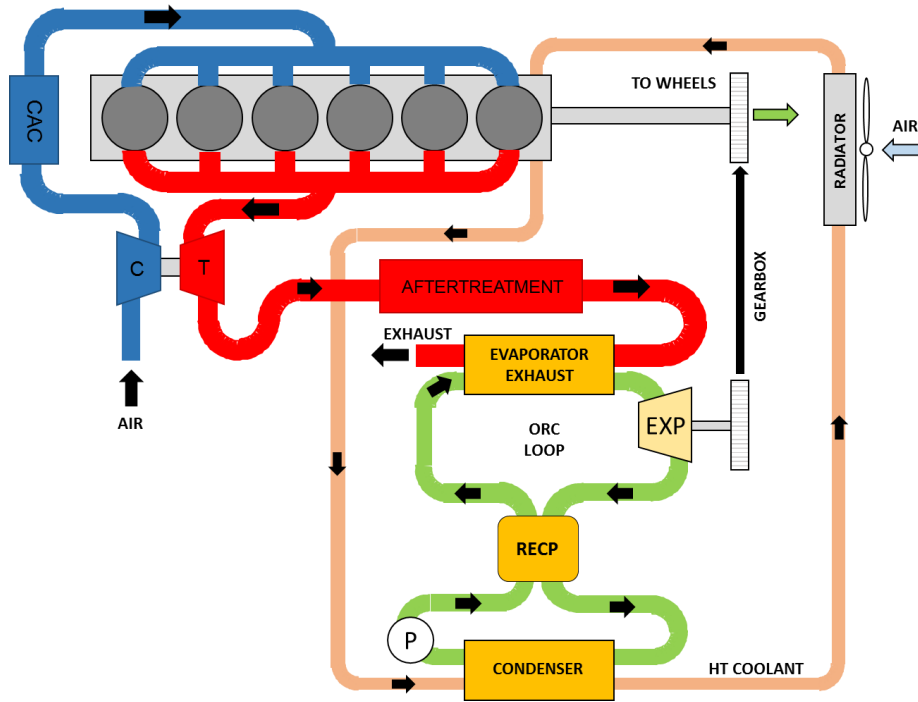 CAC
TO WHEELS
RADIATOR
AIR
C
T
AFTERTREATMENT
GEARBOX
EXHAUST
EVAPORATOR
EXHAUST
AIR
ORC
LOOP
EXP
RECP
P
CONDENSER
HT COOLANT